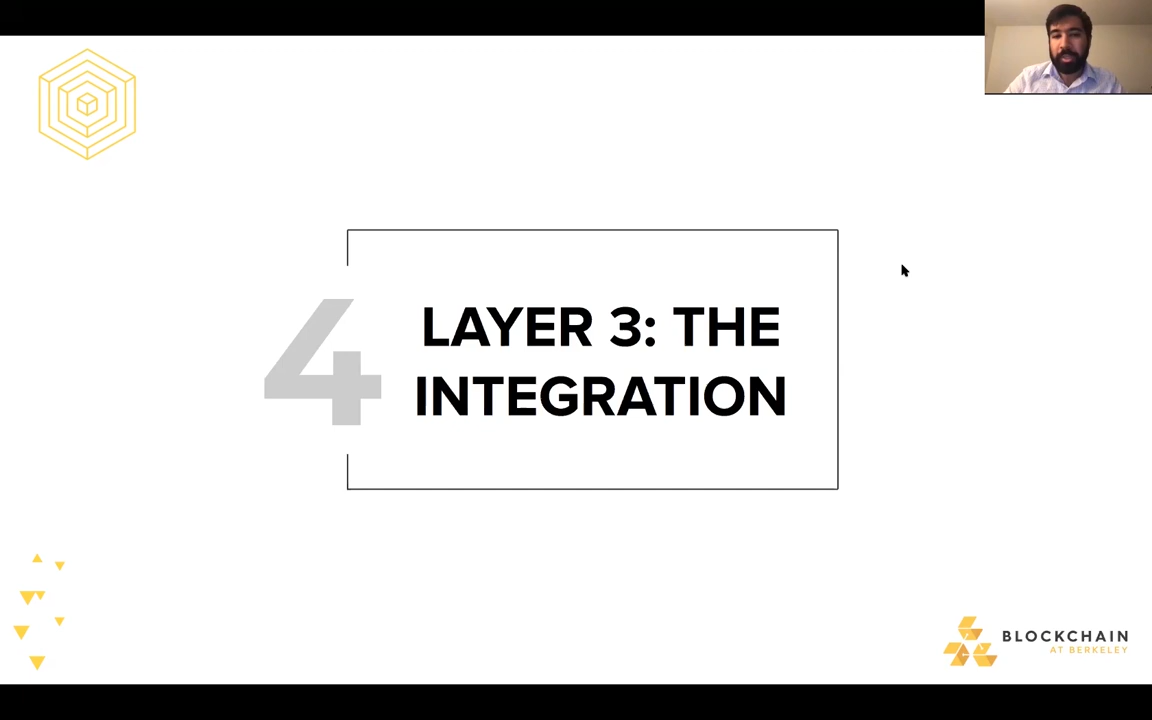 4
LAYER 3: THE
INTEGRATION
BLOCKCHAIN
AT BERKELEY